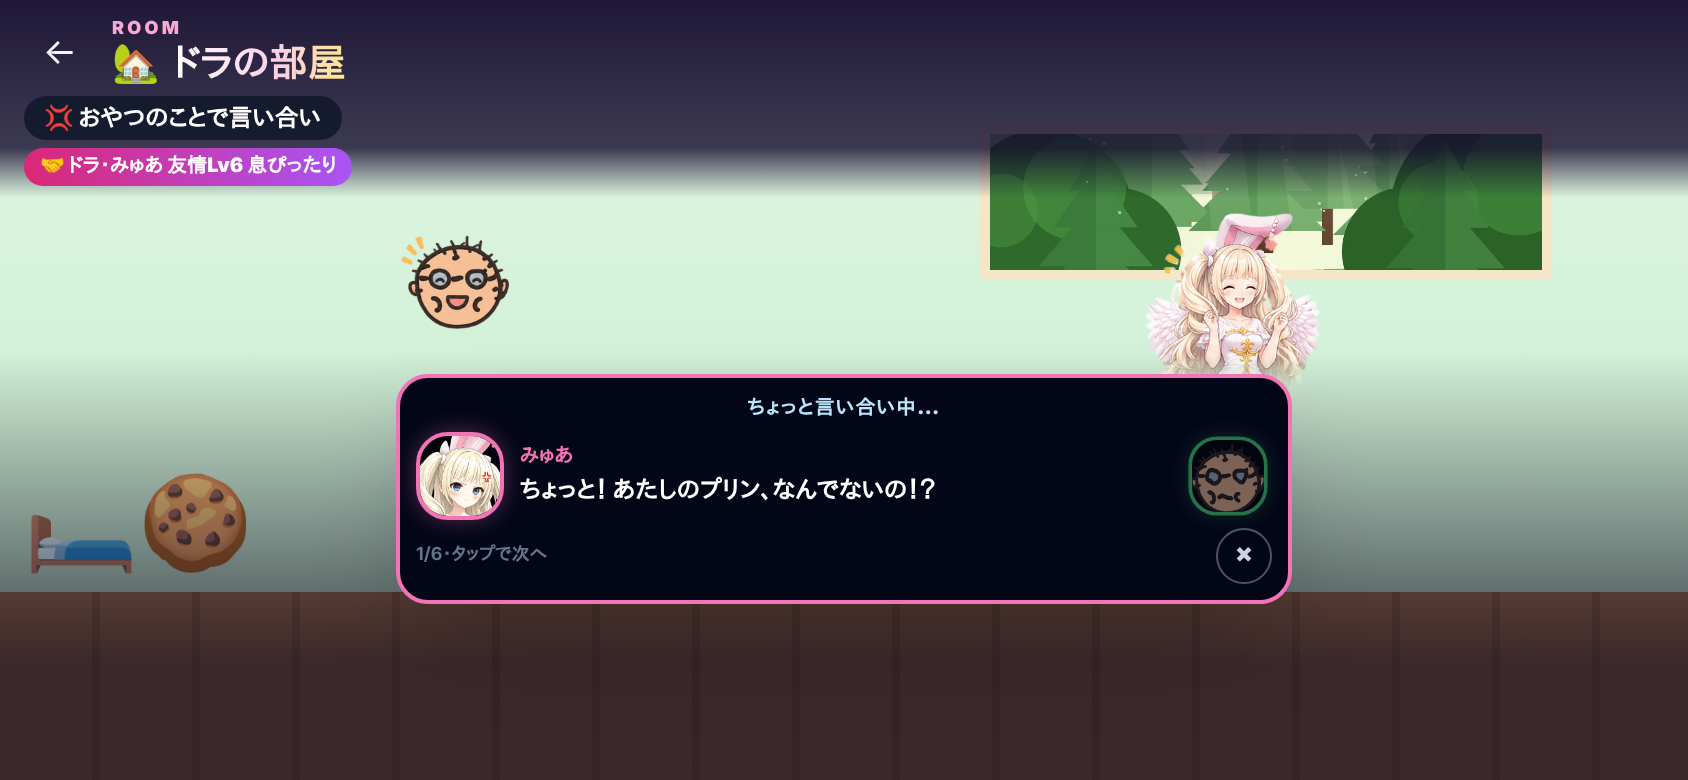 ROOM
🏡 ドラの部屋
💢 おやつのことで言い合い
🤝 ドラ・みゅあ 友情Lv6 息ぴったり
ちょっと言い合い中…
みゅあ
ちょっと！ あたしのプリン、なんでないの！？
1/6・タップで次へ
✖